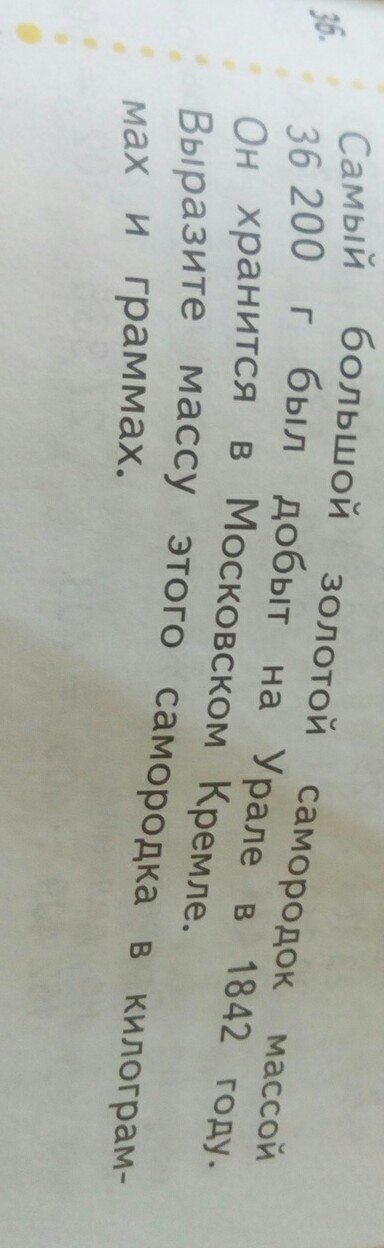 36.
Самый большой золотой самородок массой
36 200 г был добыт на Урале в 1842 году.
Он хранится в Московском Кремле.
Выразите массу этого самородка в килограм-
мах и граммах.